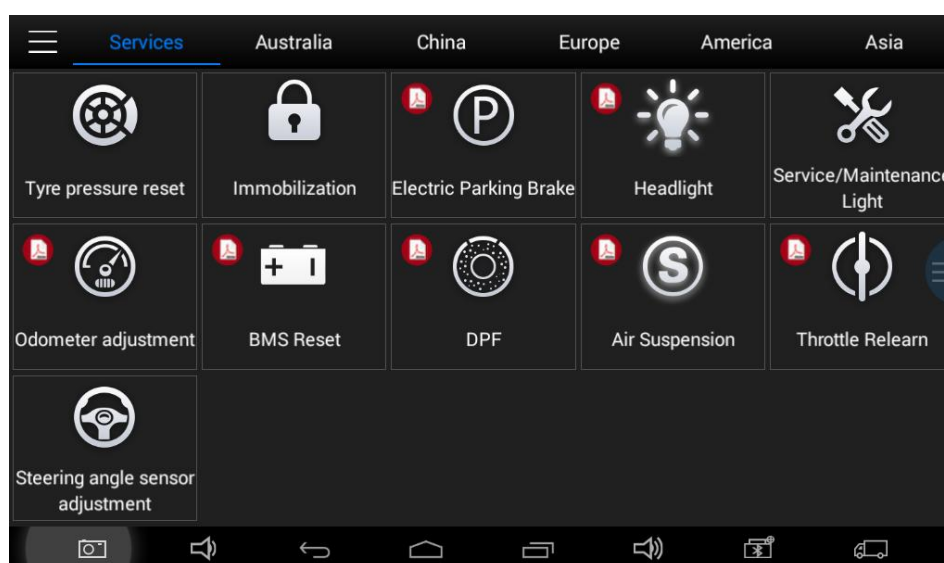 Services Australia China Europe America Asia
Tyre pressure reset
Immobilization
Electric Parking Brake
Headlight
Service/Maintenance
Light
Odometer adjustment
BMS Reset
DPF
Air Suspension
Throttle Relearn
Steering angle sensor
adjustment